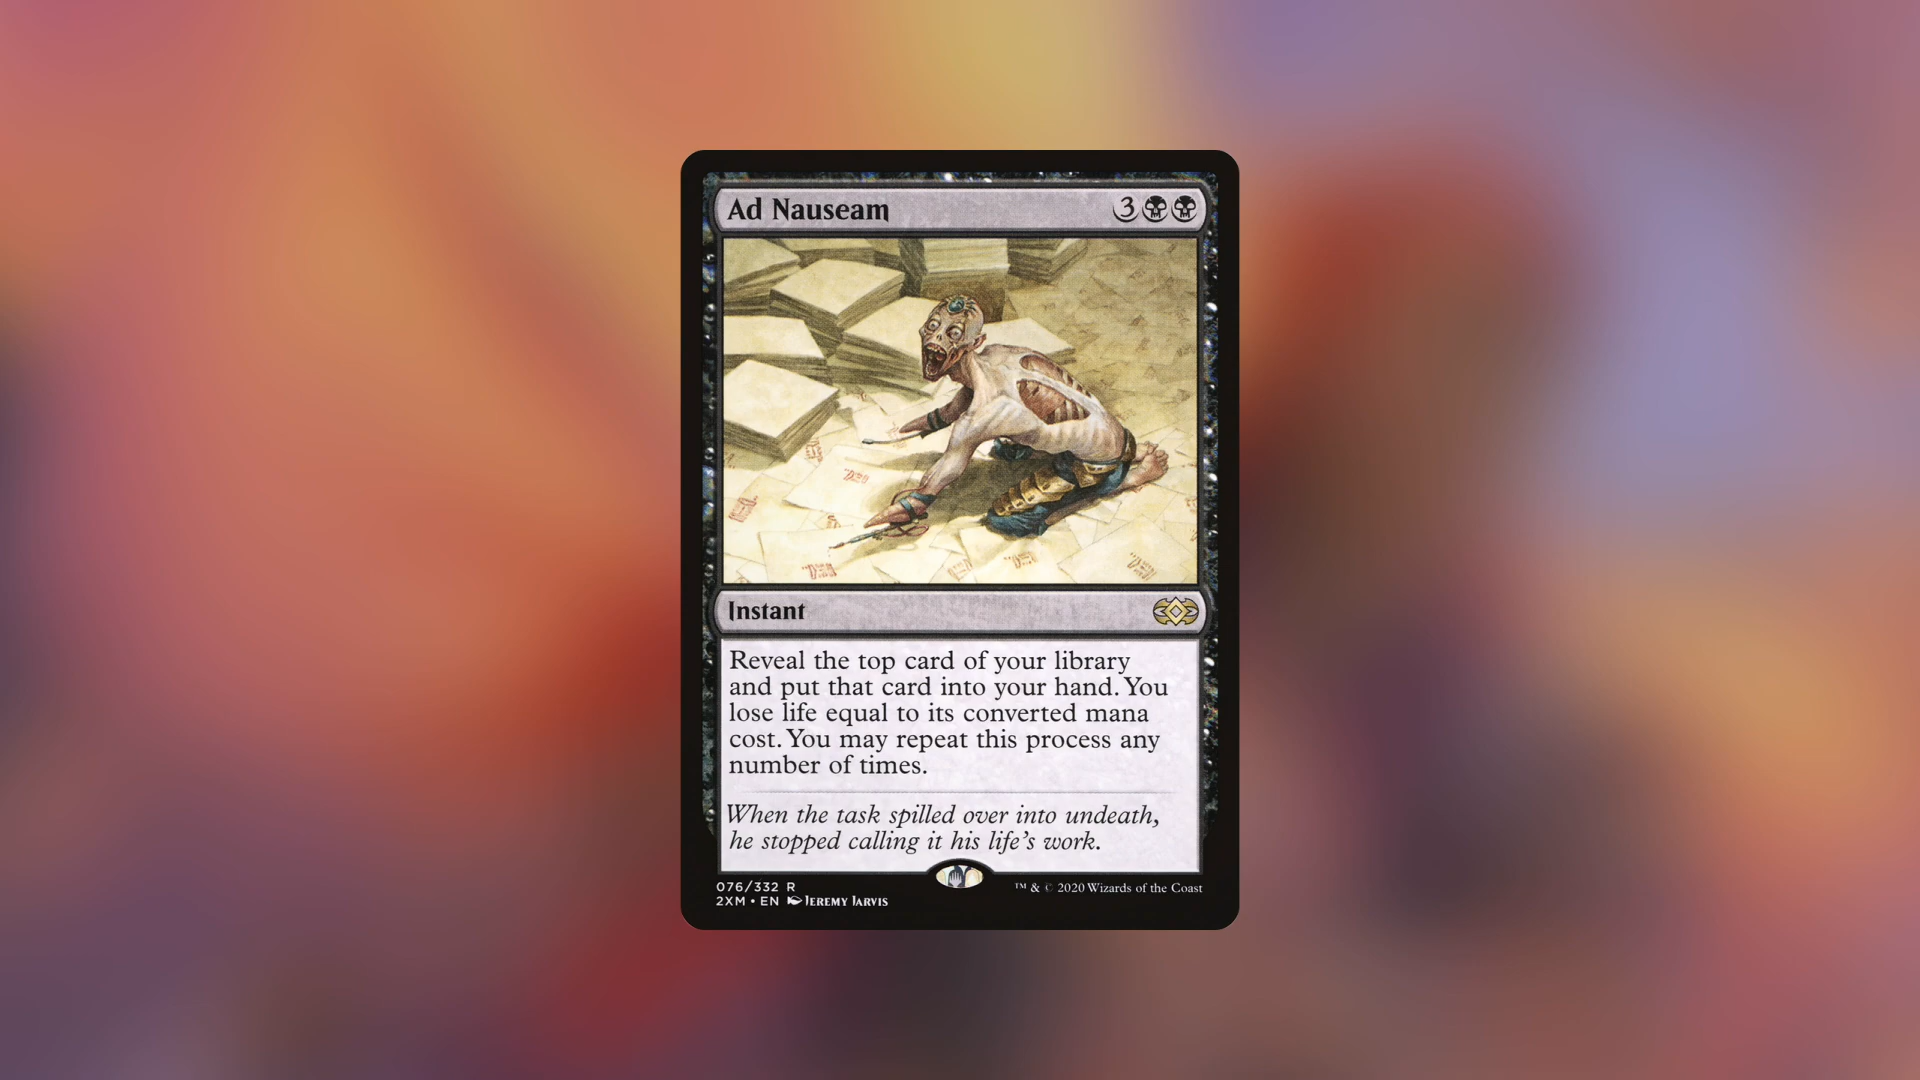 Ad Nauseam 3
Instant
Reveal the top card of your library
and put that card into your hand. You
lose life equal to its converted mana
cost. You may repeat this process any
number of times.
When the task spilled over into undeath,
he stopped calling it his life's work.
076/332 R
2XM • EN Jeremy Jarvis
™ & © 2020 Wizards of the Coast